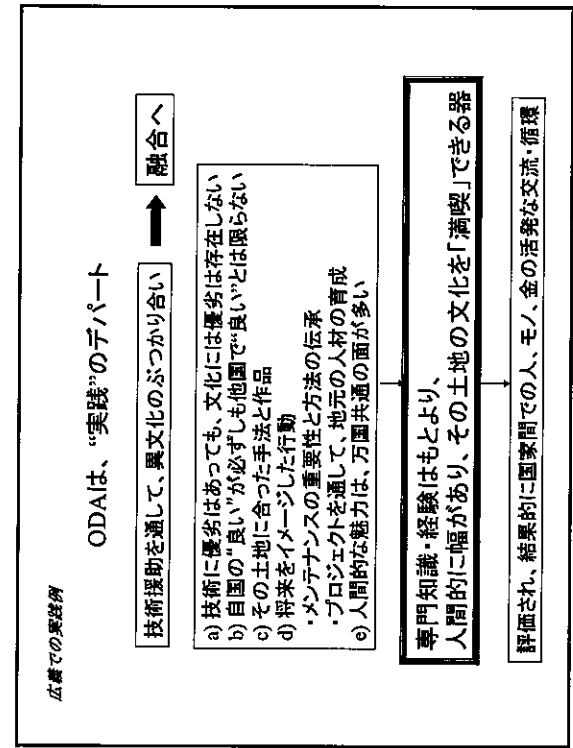 広義での実践例
ODAは、“実践”のデパート
技術援助を通して、異文化のぶつかり合い ➡ 融合へ
a) 技術に優劣はあっても、文化には優劣は存在しない
b) 自国の“良い”が必ずしも他国で“良い”とは限らない
c) その土地に合った手法と作品
d) 将来をイメージした行動
・メンテナンスの重要性と方法の伝承
・プロジェクトを通して、地元の人材の育成
e) 人間的な魅力は、万国共通の面が多い
専門知識・経験はもとより、
人間的に幅があり、その土地の文化を「満喫」できる器
評価され、結果的に国家間での人、モノ、金の活発な交流・循環